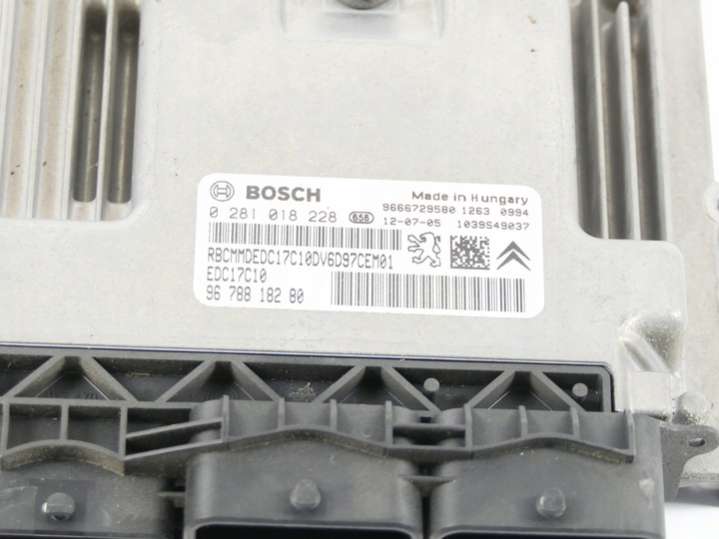 BOSCH
Made in Hungary
0 281 018 228 656
9666729580 1263 0994
12-07-05 1039S49037
RBCMMDEDC17C10DV6D97CEM01
EDC17C10
96 788 182 80